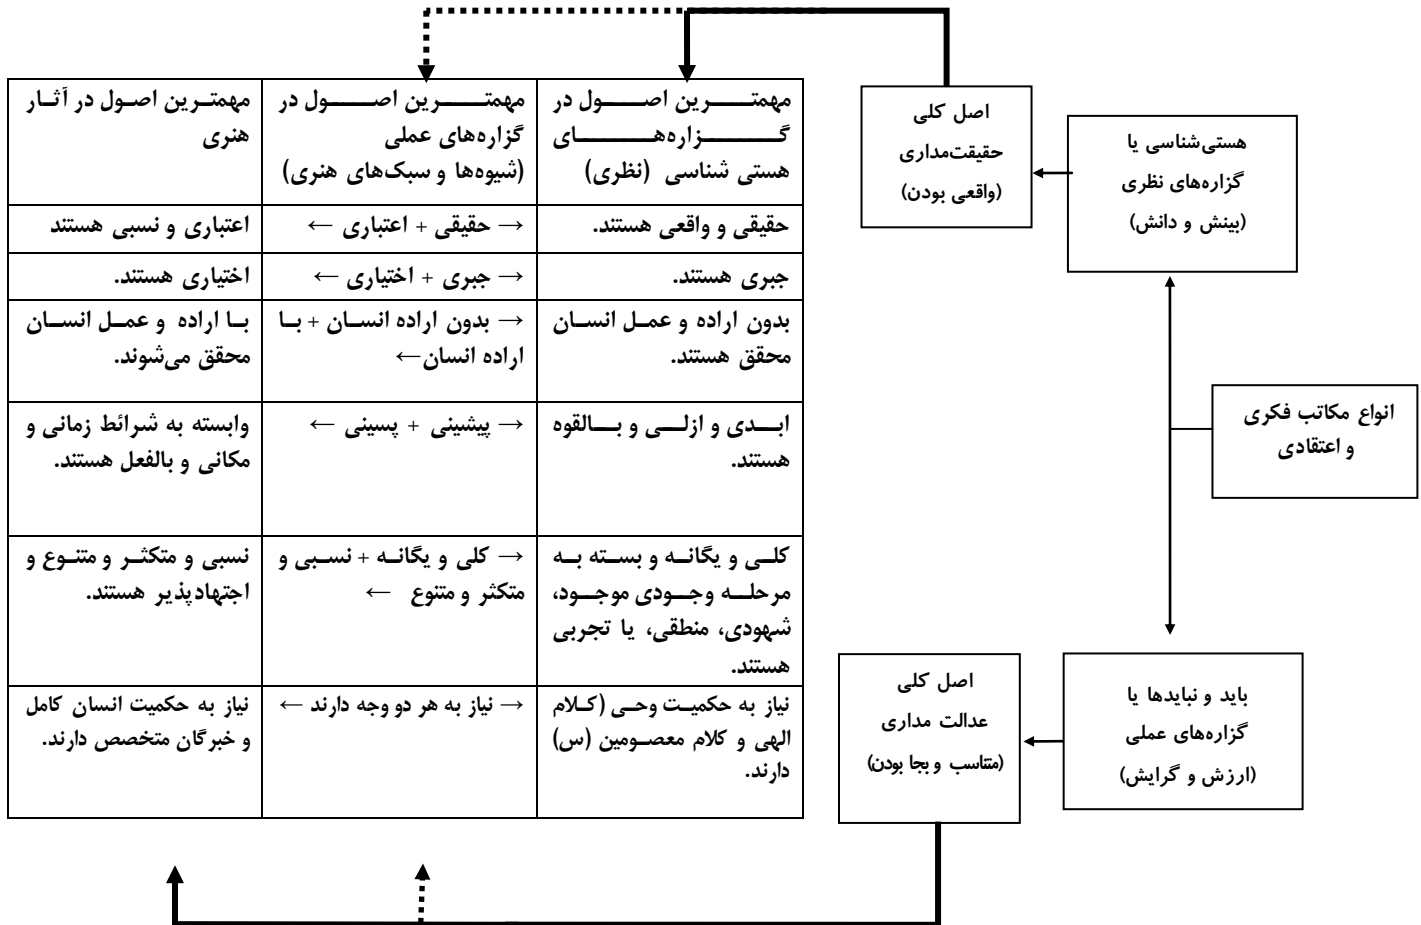 مهمترین اصول در
گزاره‌های
هستی شناسی (نظری)
مهمترین اصول در
گزاره‌های عملی
(شیوه‌ها و سبک‌های هنری)
مهمترین اصول در آثار
هنری
حقیقی و واقعی هستند.
→ حقیقی + اعتباری ←
اعتباری و نسبی هستند
جبری هستند.
→ جبری + اختیاری ←
اختیاری هستند.
بدون اراده و عمل انسان
محقق هستند.
→ بدون اراده انسان + با
اراده انسان←
با اراده و عمل انسان
محقق می‌شوند.
ابدی و ازلی و بالقوه
هستند.
→ پیشینی + پسینی ←
وابسته به شرائط زمانی و
مکانی و بالفعل هستند.
کلی و یگانه و بسته به
مرحله وجودی موجود،
شهودی، منطقی، یا تجربی
هستند.
→ کلی و یگانه + نسبی و
متکثر و متنوع ←
نسبی و متکثر و متنوع و
اجتهادپذیر هستند.
نیاز به حکمیت وحی (کلام
الهی و کلام معصومین (س)
دارند.
→ نیاز به هر دو وجه دارند ←
نیاز به حکمیت انسان کامل
و خبرگان متخصص دارند.
اصل کلی
حقیقت‌مداری
(واقعی بودن)
هستی‌شناسی یا
گزاره‌های نظری
(بینش و دانش)
انواع مکاتب فکری
و اعتقادی
اصل کلی
عدالت مداری
(متناسب و بجا بودن)
باید و نبایدها یا
گزاره‌های عملی
(ارزش و گرایش)